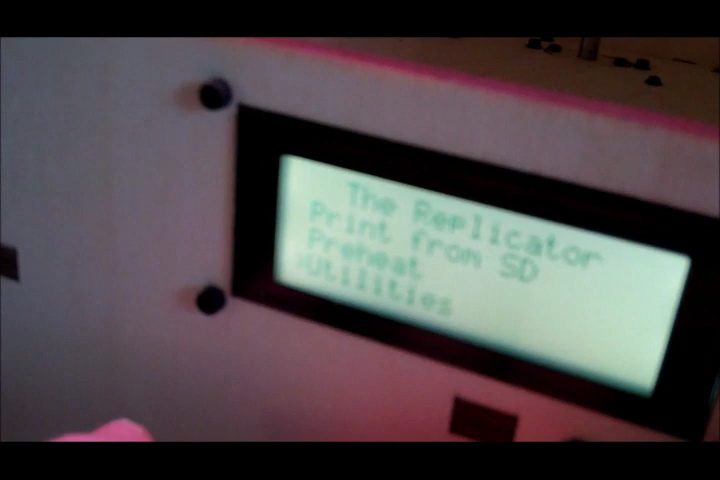 The Replicator
Print from SD
Preheat
>Utilities